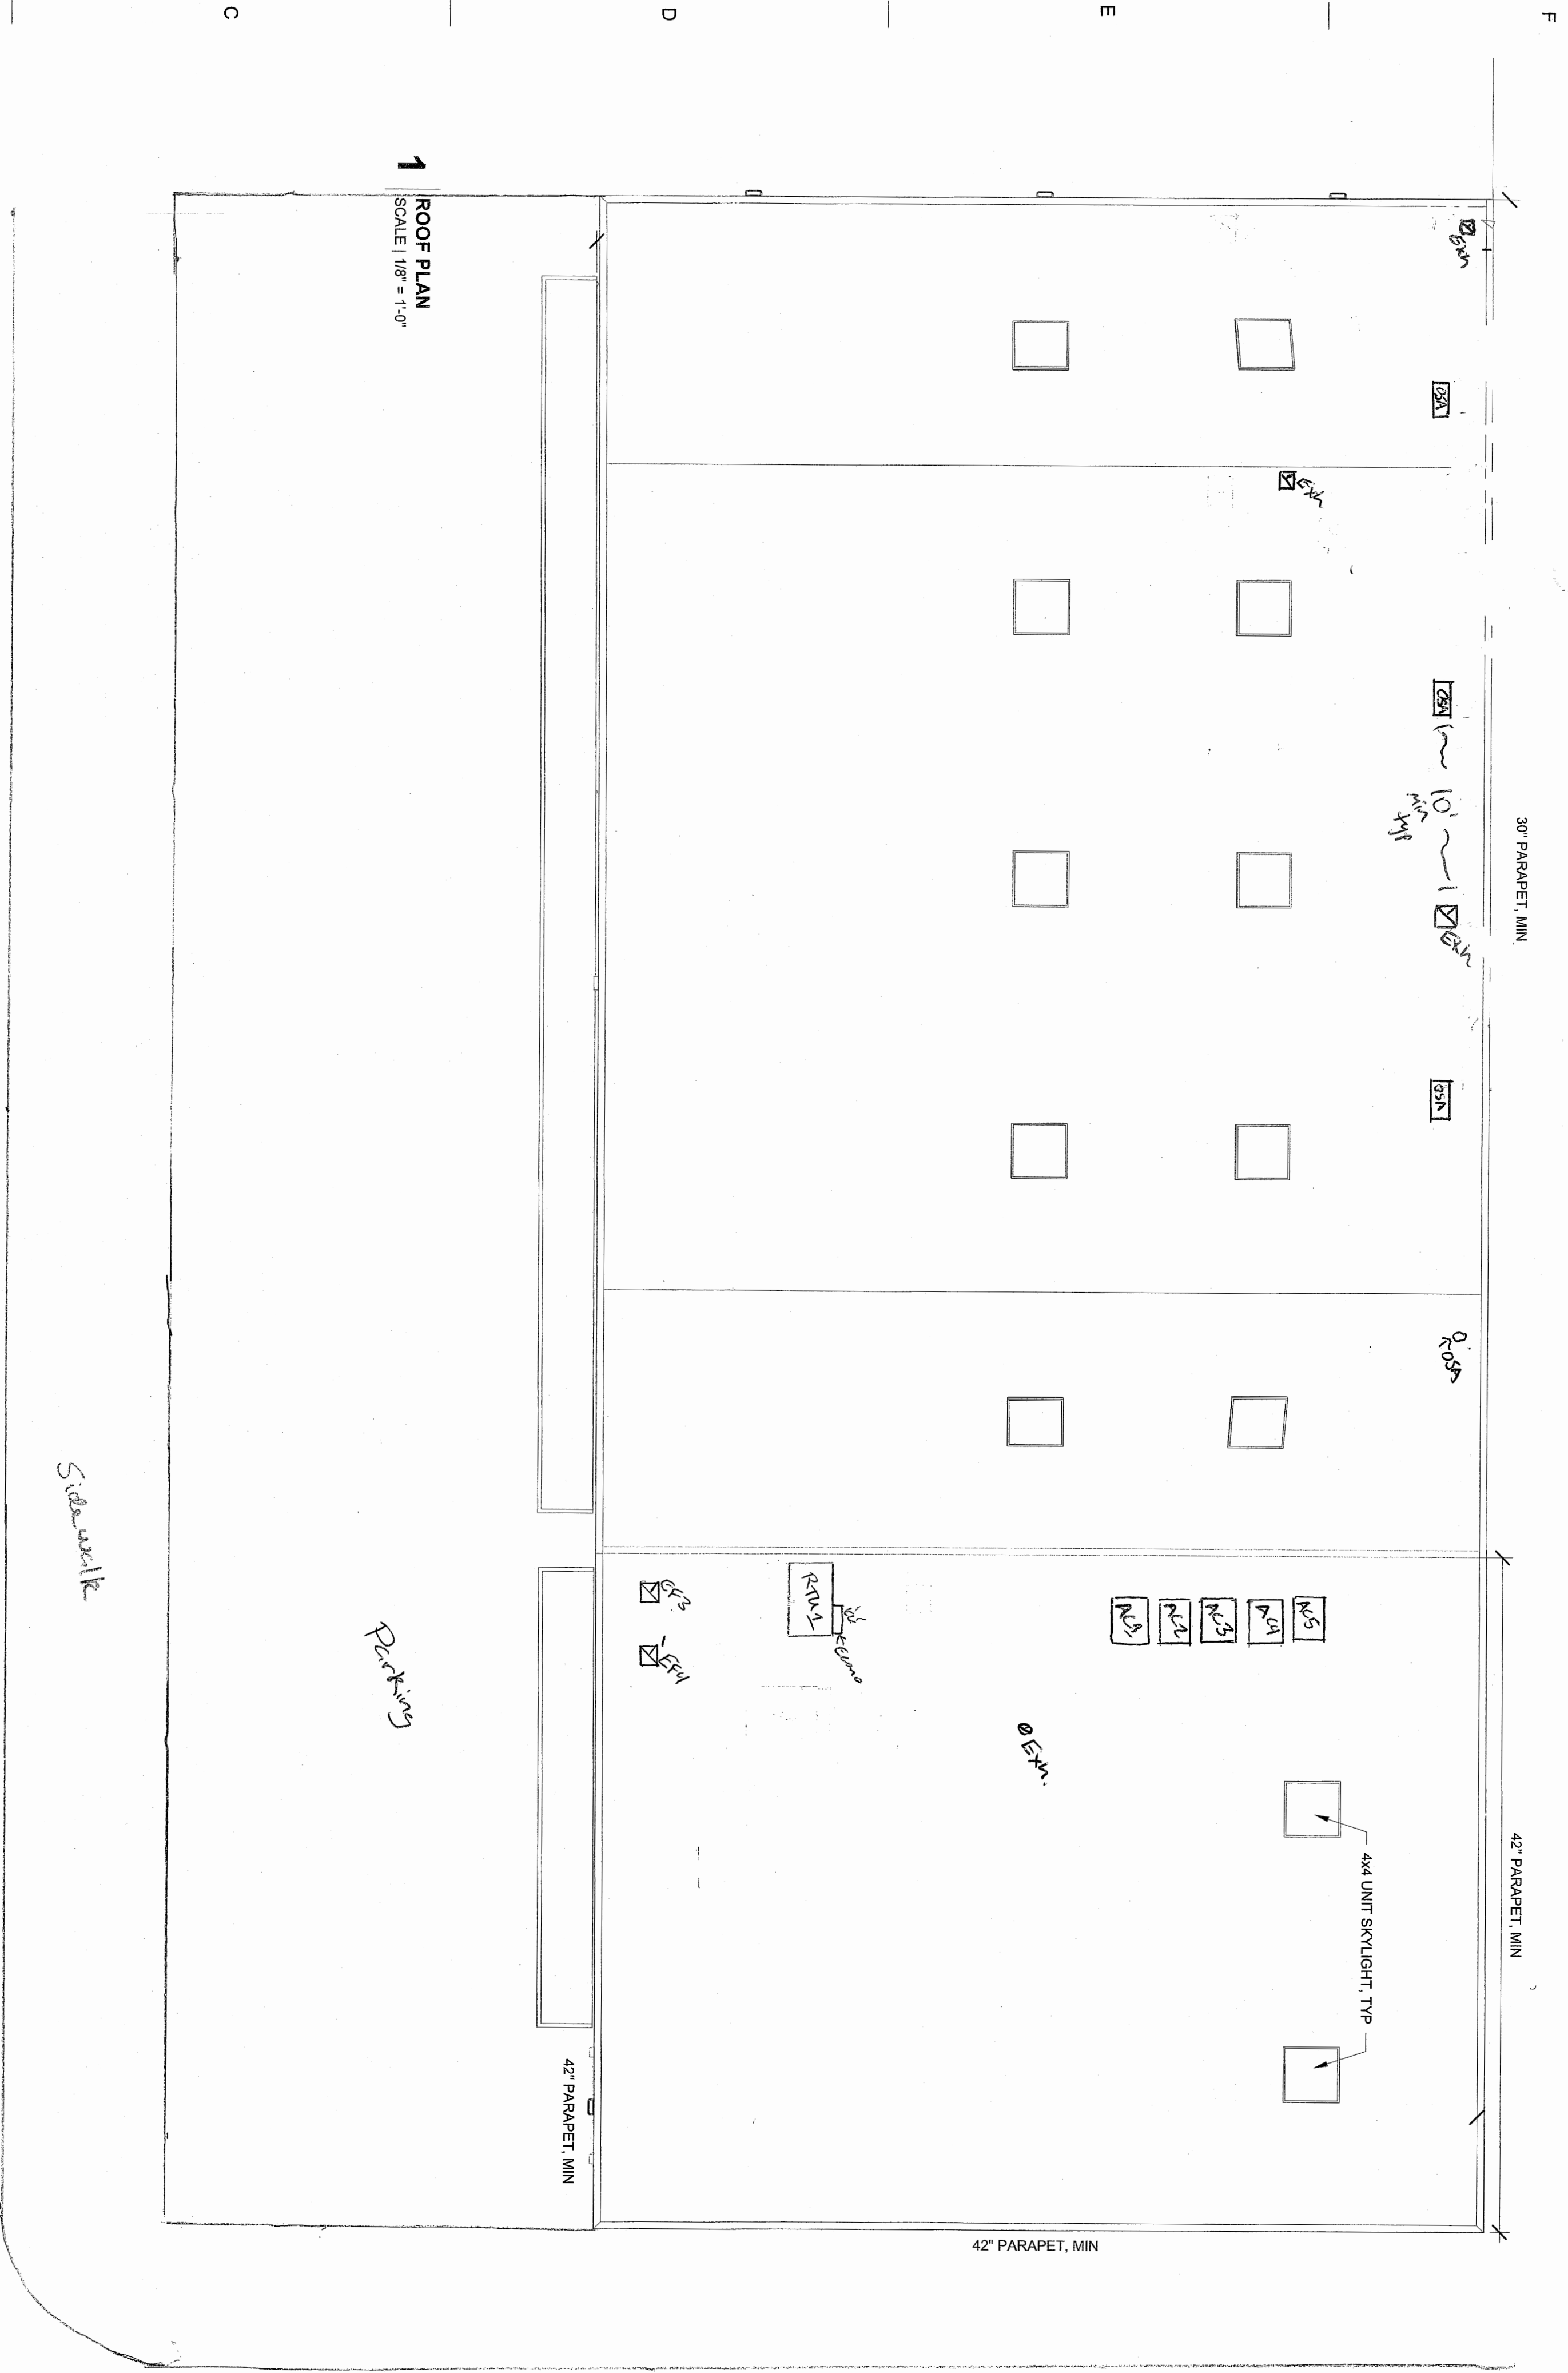 F
E
D
C
30" PARAPET, MIN
42" PARAPET, MIN
Exh
OSA
OSA
10'
Min
typ
Exh
OSA
OSA
Exh
AC5
AC4
AC3
AC2
AC1
4x4 UNIT SKYLIGHT, TYP
Exh.
RTU1
econo
EF3
EF4
42" PARAPET, MIN
42" PARAPET, MIN
1
ROOF PLAN
SCALE | 1/8" = 1'-0"
Parking
Sidewalk